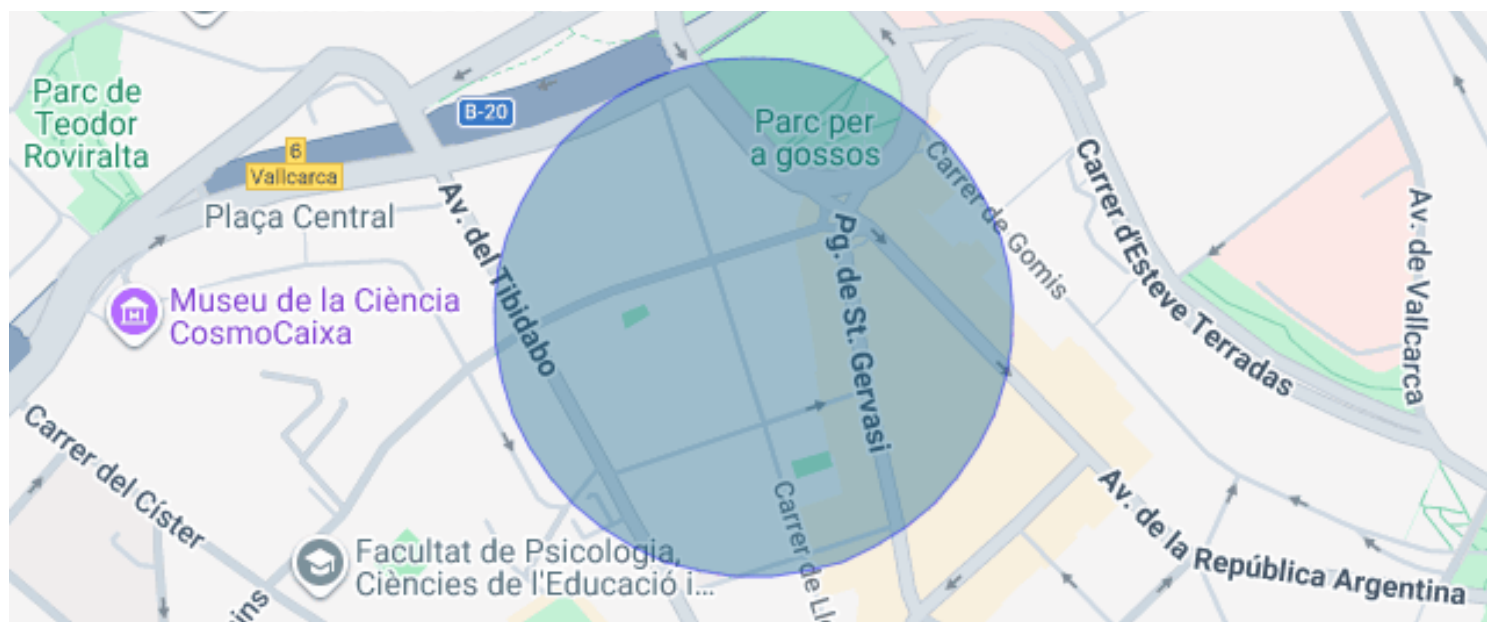 Parc de
Teodor
Roviralta
B-20
6
Vallcarca
Plaça Central
Museu de la Ciència
CosmoCaixa
Av. del Tibidabo
Parc per
a gossos
Carrer de Gomis
Pg. de St. Gervasi
Carrer d'Esteve Terradas
Av. de Vallcarca
Carrer del Císter
Facultat de Psicologia,
Ciències de l'Educació i...
Carrer de
Av. de la República Argentina